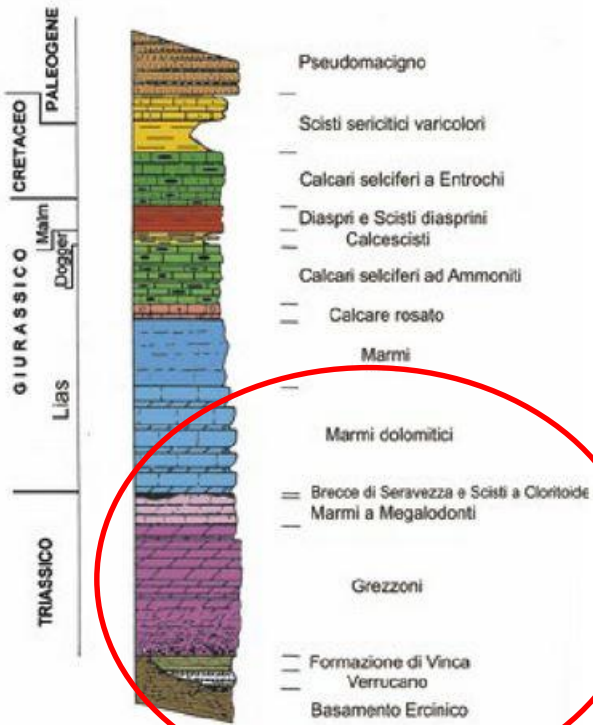 PALEOGENE
CRETACEO
GIURASSICO
Malm
Dogger
Lias
TRIASSICO
Pseudomacigno
Scisti sericitici varicolori
Calcari selciferi a Entrochi
Diaspri e Scisti diasprini
Calcescisti
Calcari selciferi ad Ammoniti
Calcare rosato
Marmi
Marmi dolomitici
Brecce di Seravezza e Scisti a Cloritoide
Marmi a Megalodonti
Grezzoni
Formazione di Vinca
Verrucano
Basamento Ercinico